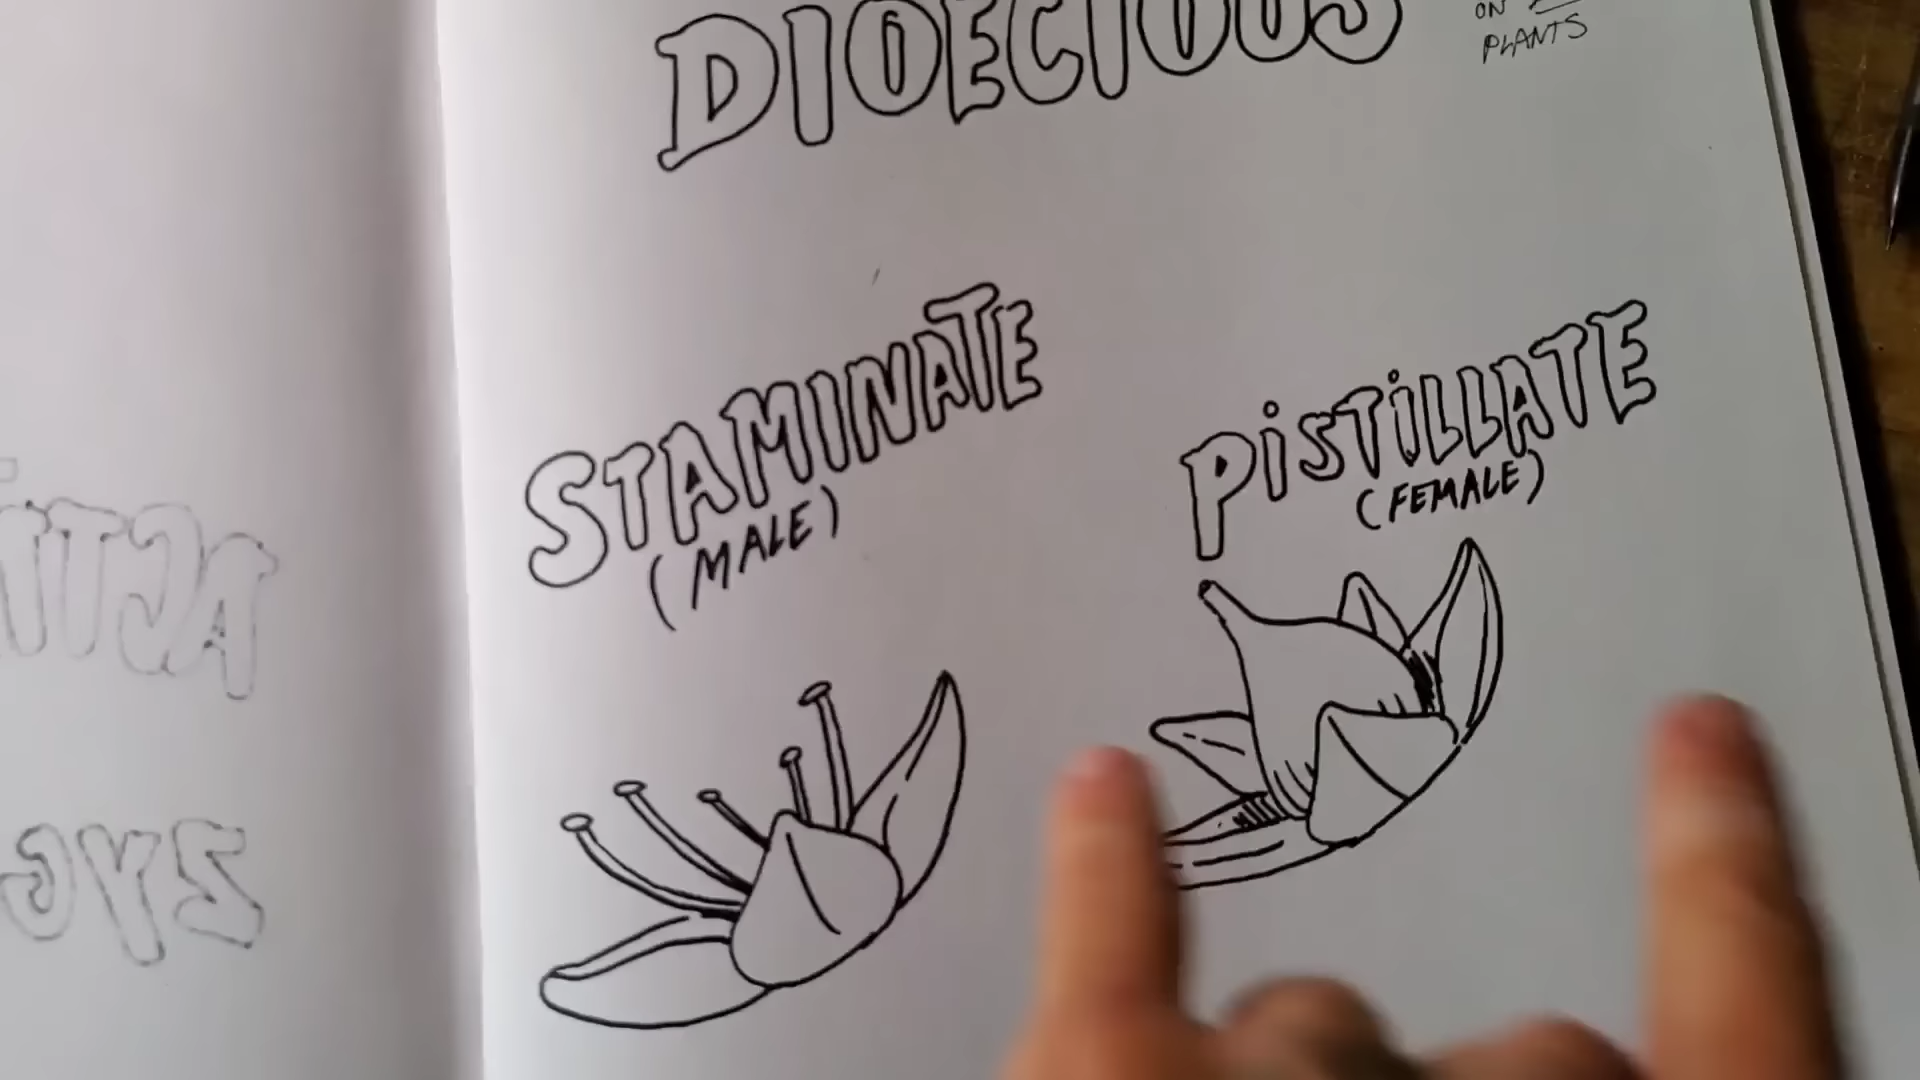 DIOECIOUS
ON
PLANTS
STAMINATE
(MALE)
PiSTiLLATE
(FEMALE)